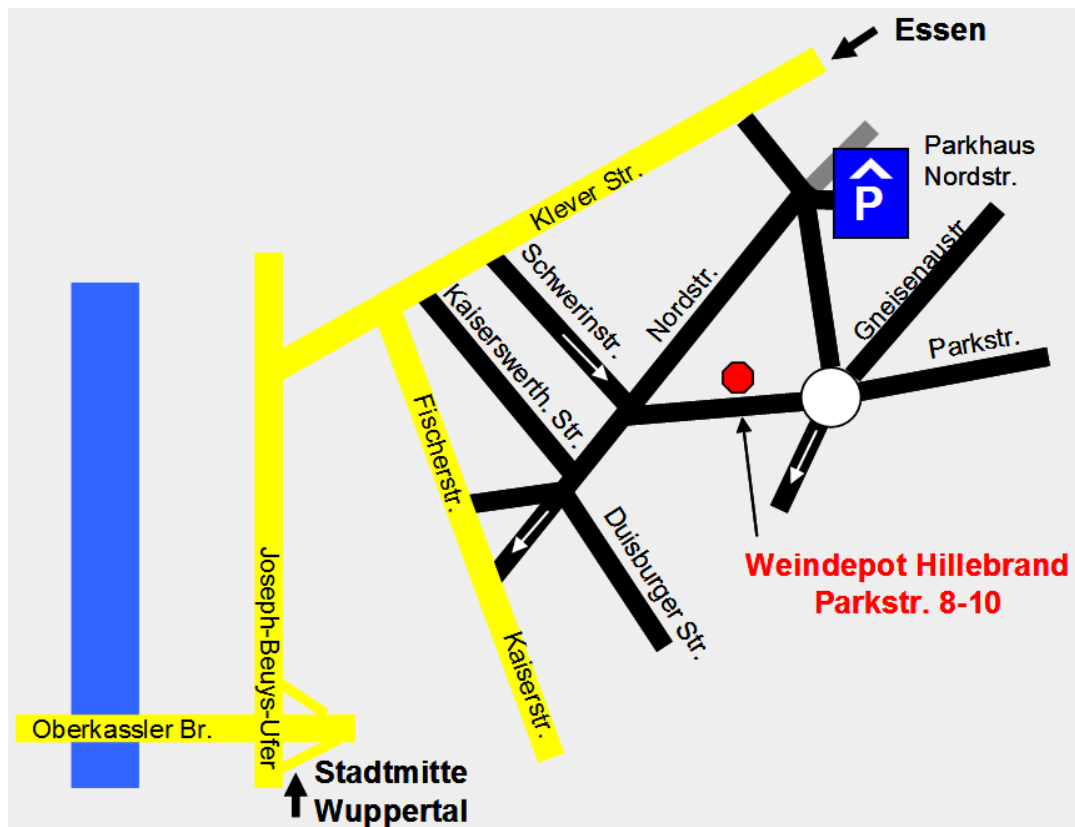 Essen
Parkhaus
Nordstr.
P
Klever Str.
Schwerinstr.
Nordstr.
Gneisenaustr
Parkstr.
Kaiserswerth. Str.
Fischerstr.
Duisburger Str.
Weindepot Hillebrand
Parkstr. 8-10
Joseph-Beuys-Ufer
Kaiserstr.
Oberkassler Br.
Stadtmitte
Wuppertal